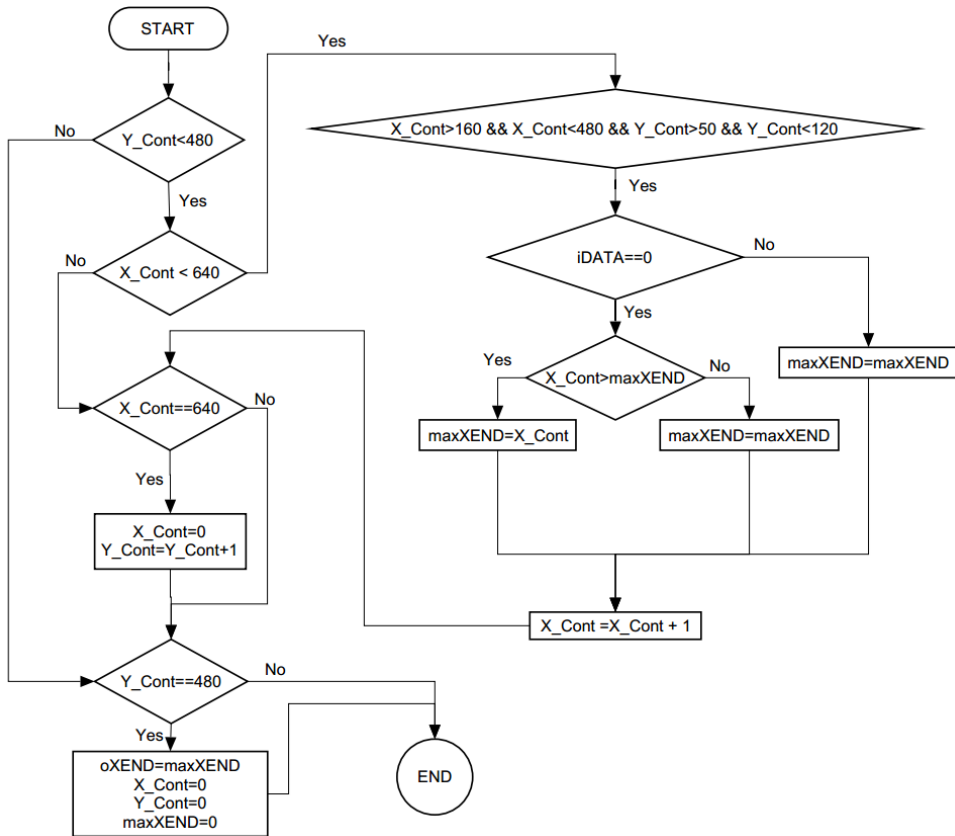 START
Yes
No
Y_Cont<480
X_Cont>160 && X_Cont<480 && Y_Cont>50 && Y_Cont<120
Yes
Yes
No
X_Cont < 640
iDATA==0
No
Yes
Yes
X_Cont>maxXEND
No
maxXEND=maxXEND
X_Cont==640
No
maxXEND=X_Cont
maxXEND=maxXEND
Yes
X_Cont=0
Y_Cont=Y_Cont+1
X_Cont =X_Cont + 1
Y_Cont==480
No
Yes
oXEND=maxXEND
X_Cont=0
Y_Cont=0
maxXEND=0
END